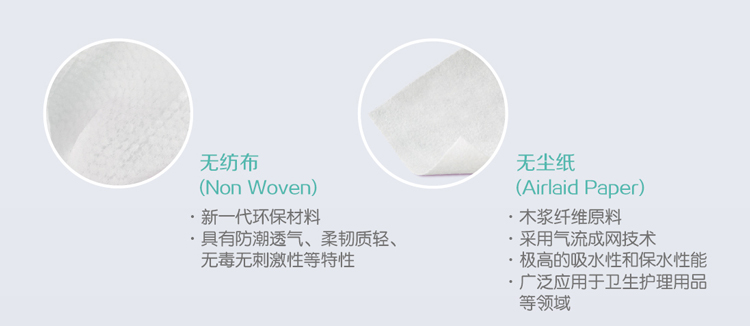 无纺布
(Non Woven)
· 新一代环保材料
· 具有防潮透气、柔韧质轻、
无毒无刺激性等特性
无尘纸
(Airlaid Paper)
· 木浆纤维原料
· 采用气流成网技术
· 极高的吸水性和保水性能
· 广泛应用于卫生护理用品
等领域